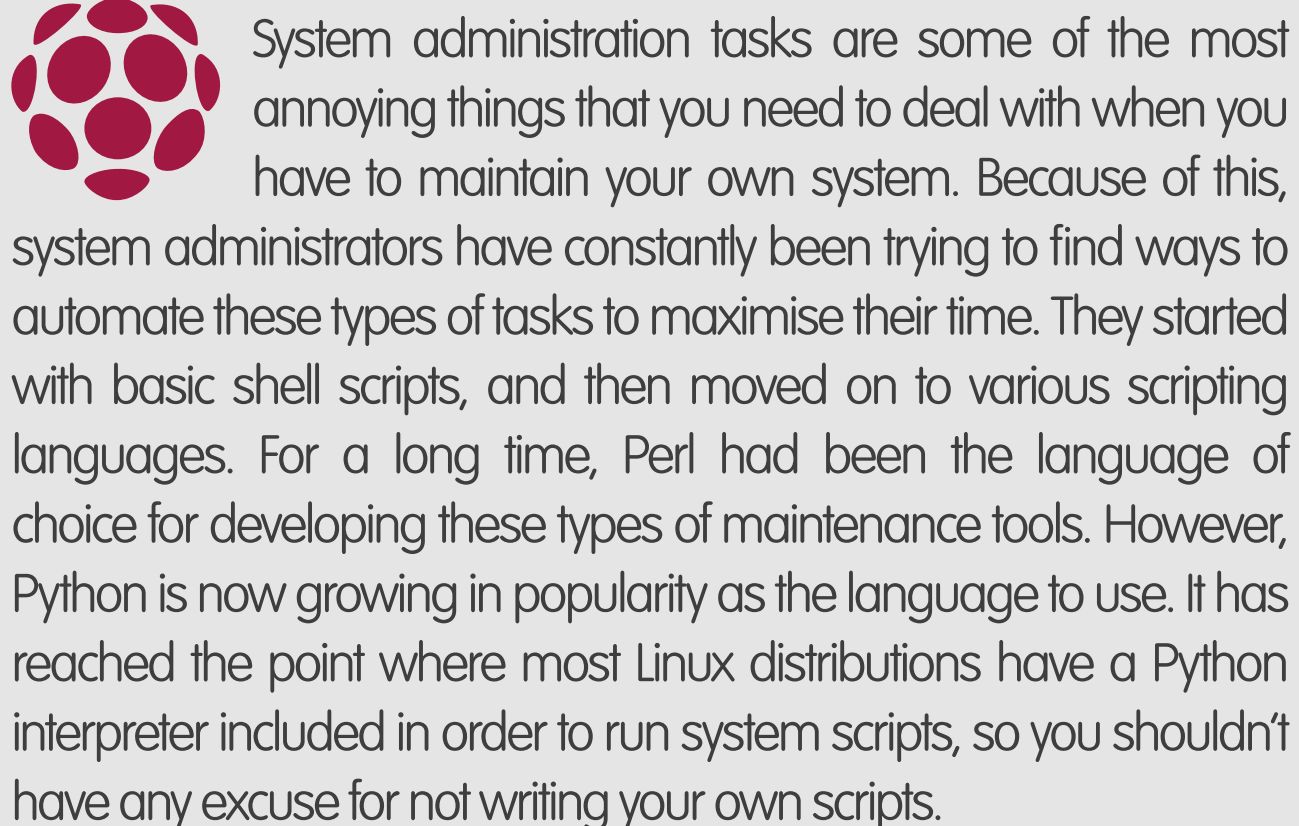 System administration tasks are some of the most
annoying things that you need to deal with when you
have to maintain your own system. Because of this,
system administrators have constantly been trying to find ways to
automate these types of tasks to maximise their time. They started
with basic shell scripts, and then moved on to various scripting
languages. For a long time, Perl had been the language of
choice for developing these types of maintenance tools. However,
Python is now growing in popularity as the language to use. It has
reached the point where most Linux distributions have a Python
interpreter included in order to run system scripts, so you shouldn't
have any excuse for not writing your own scripts.